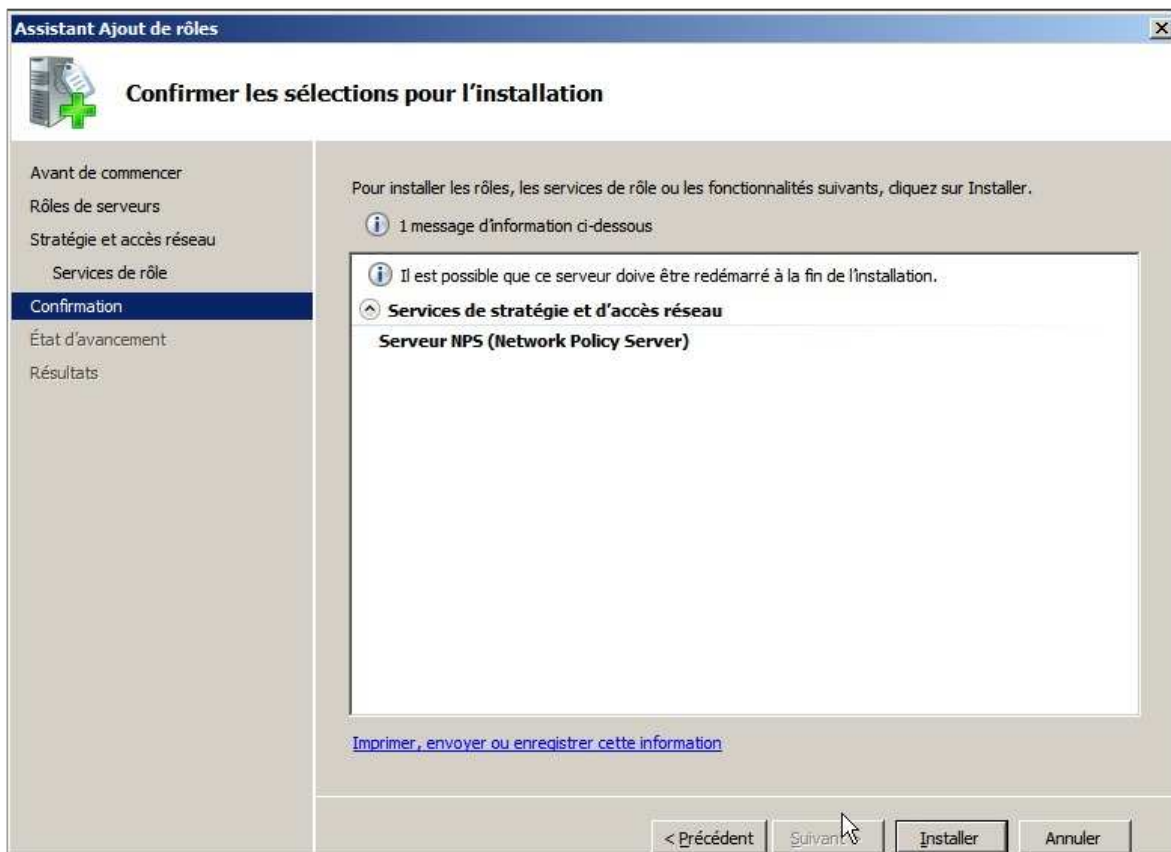 Assistant Ajout de rôles
Confirmer les sélections pour l'installation
Avant de commencer
Rôles de serveurs
Stratégie et accès réseau
Services de rôle
Confirmation
État d'avancement
Résultats
Pour installer les rôles, les services de rôle ou les fonctionnalités suivants, cliquez sur Installer.
1 message d'information ci-dessous
Il est possible que ce serveur doive être redémarré à la fin de l'installation.
Services de stratégie et d'accès réseau
Serveur NPS (Network Policy Server)
Imprimer, envoyer ou enregistrer cette information
< Précédent
Suivant >
Installer
Annuler